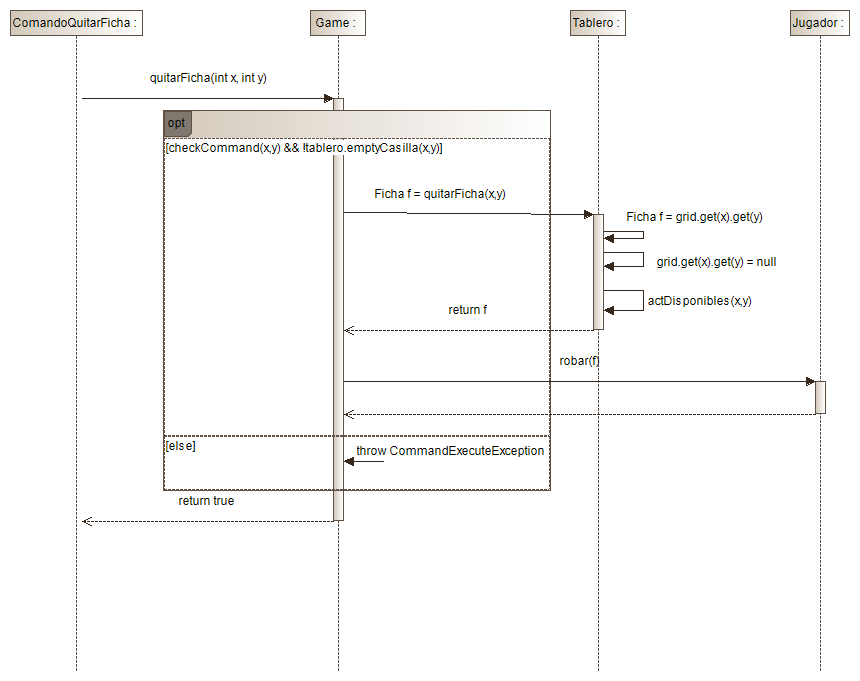 ComandoQuitarFicha :
Game :
Tablero :
Jugador :
quitarFicha(int x, int y)
opt
[checkCommand(x,y) && !tablero.emptyCasilla(x,y)]
Ficha f = quitarFicha(x,y)
Ficha f = grid.get(x).get(y)
grid.get(x).get(y) = null
actDisponibles(x,y)
return f
robar(f)
[else]
throw CommandExecuteException
return true